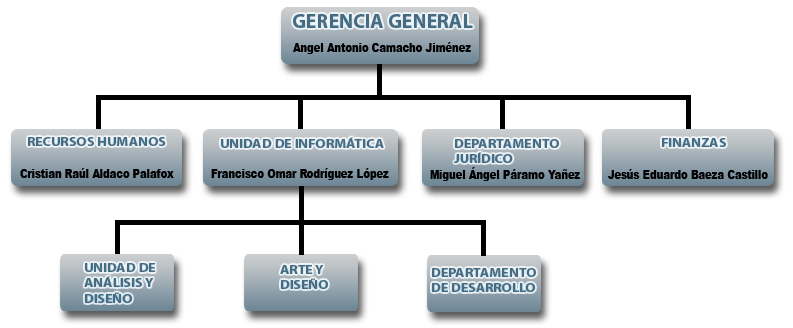 GERENCIA GENERAL
Angel Antonio Camacho Jiménez
RECURSOS HUMANOS
Cristian Raúl Aldaco Palafox
UNIDAD DE INFORMÁTICA
Francisco Omar Rodríguez López
DEPARTAMENTO
JURÍDICO
Miguel Ángel Páramo Yañez
FINANZAS
Jesús Eduardo Baeza Castillo
UNIDAD DE
ANÁLISIS Y
DISEÑO
ARTE Y
DISEÑO
DEPARTAMENTO
DE DESARROLLO